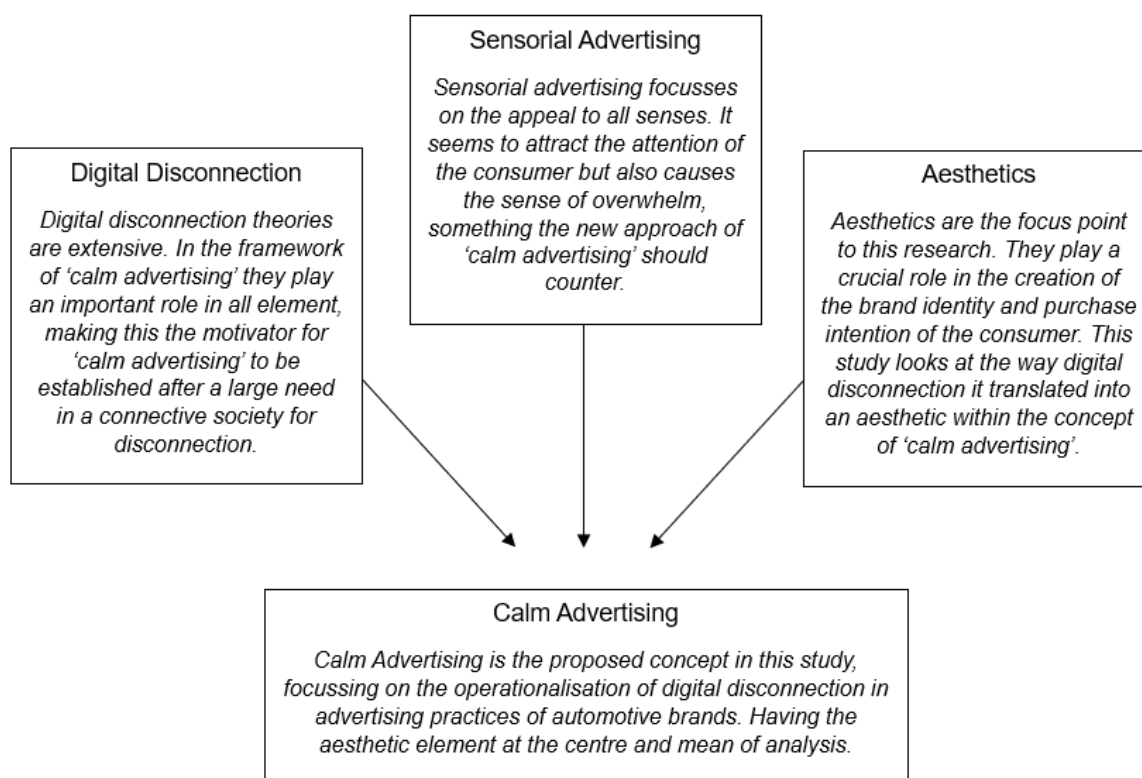 Sensorial Advertising
Sensorial advertising focusses
on the appeal to all senses. It
seems to attract the attention of
the consumer but also causes
the sense of overwhelm,
something the new approach of
‘calm advertising’ should
counter.
Digital Disconnection
Digital disconnection theories
are extensive. In the framework
of ‘calm advertising’ they play
an important role in all element,
making this the motivator for
‘calm advertising’ to be
established after a large need
in a connective society for
disconnection.
Aesthetics
Aesthetics are the focus point
to this research. They play a
crucial role in the creation of
the brand identity and purchase
intention of the consumer. This
study looks at the way digital
disconnection it translated into
an aesthetic within the concept
of ‘calm advertising’.
Calm Advertising
Calm Advertising is the proposed concept in this study,
focussing on the operationalisation of digital disconnection in
advertising practices of automotive brands. Having the
aesthetic element at the centre and mean of analysis.